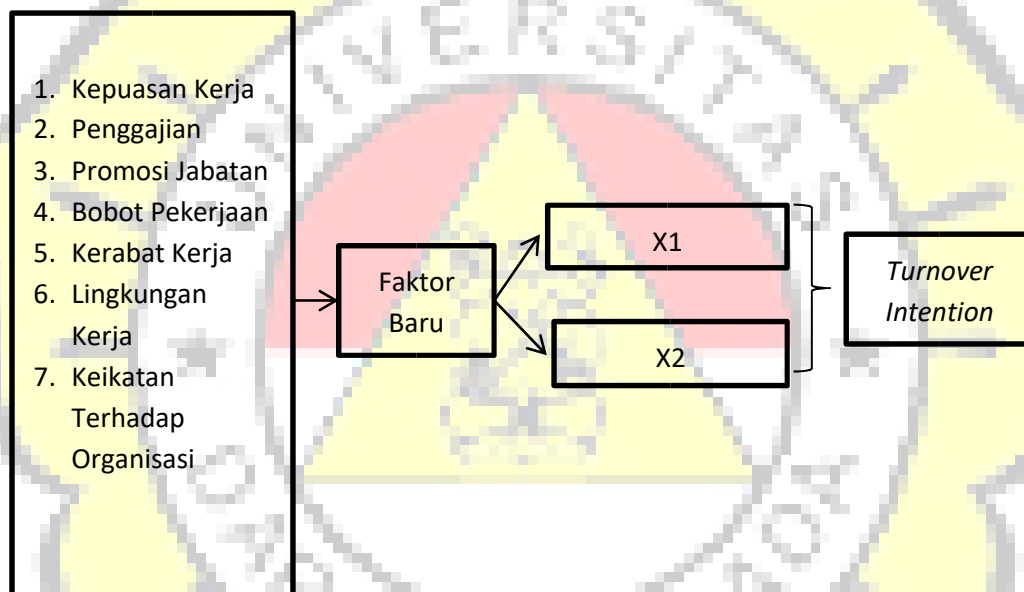 1. Kepuasan Kerja
2. Penggajian
3. Promosi Jabatan
4. Bobot Pekerjaan
5. Kerabat Kerja
6. Lingkungan
Kerja
7. Keikatan
Terhadap
Organisasi
Faktor
Baru
X1
X2
Turnover
Intention
UNIVERSITAS